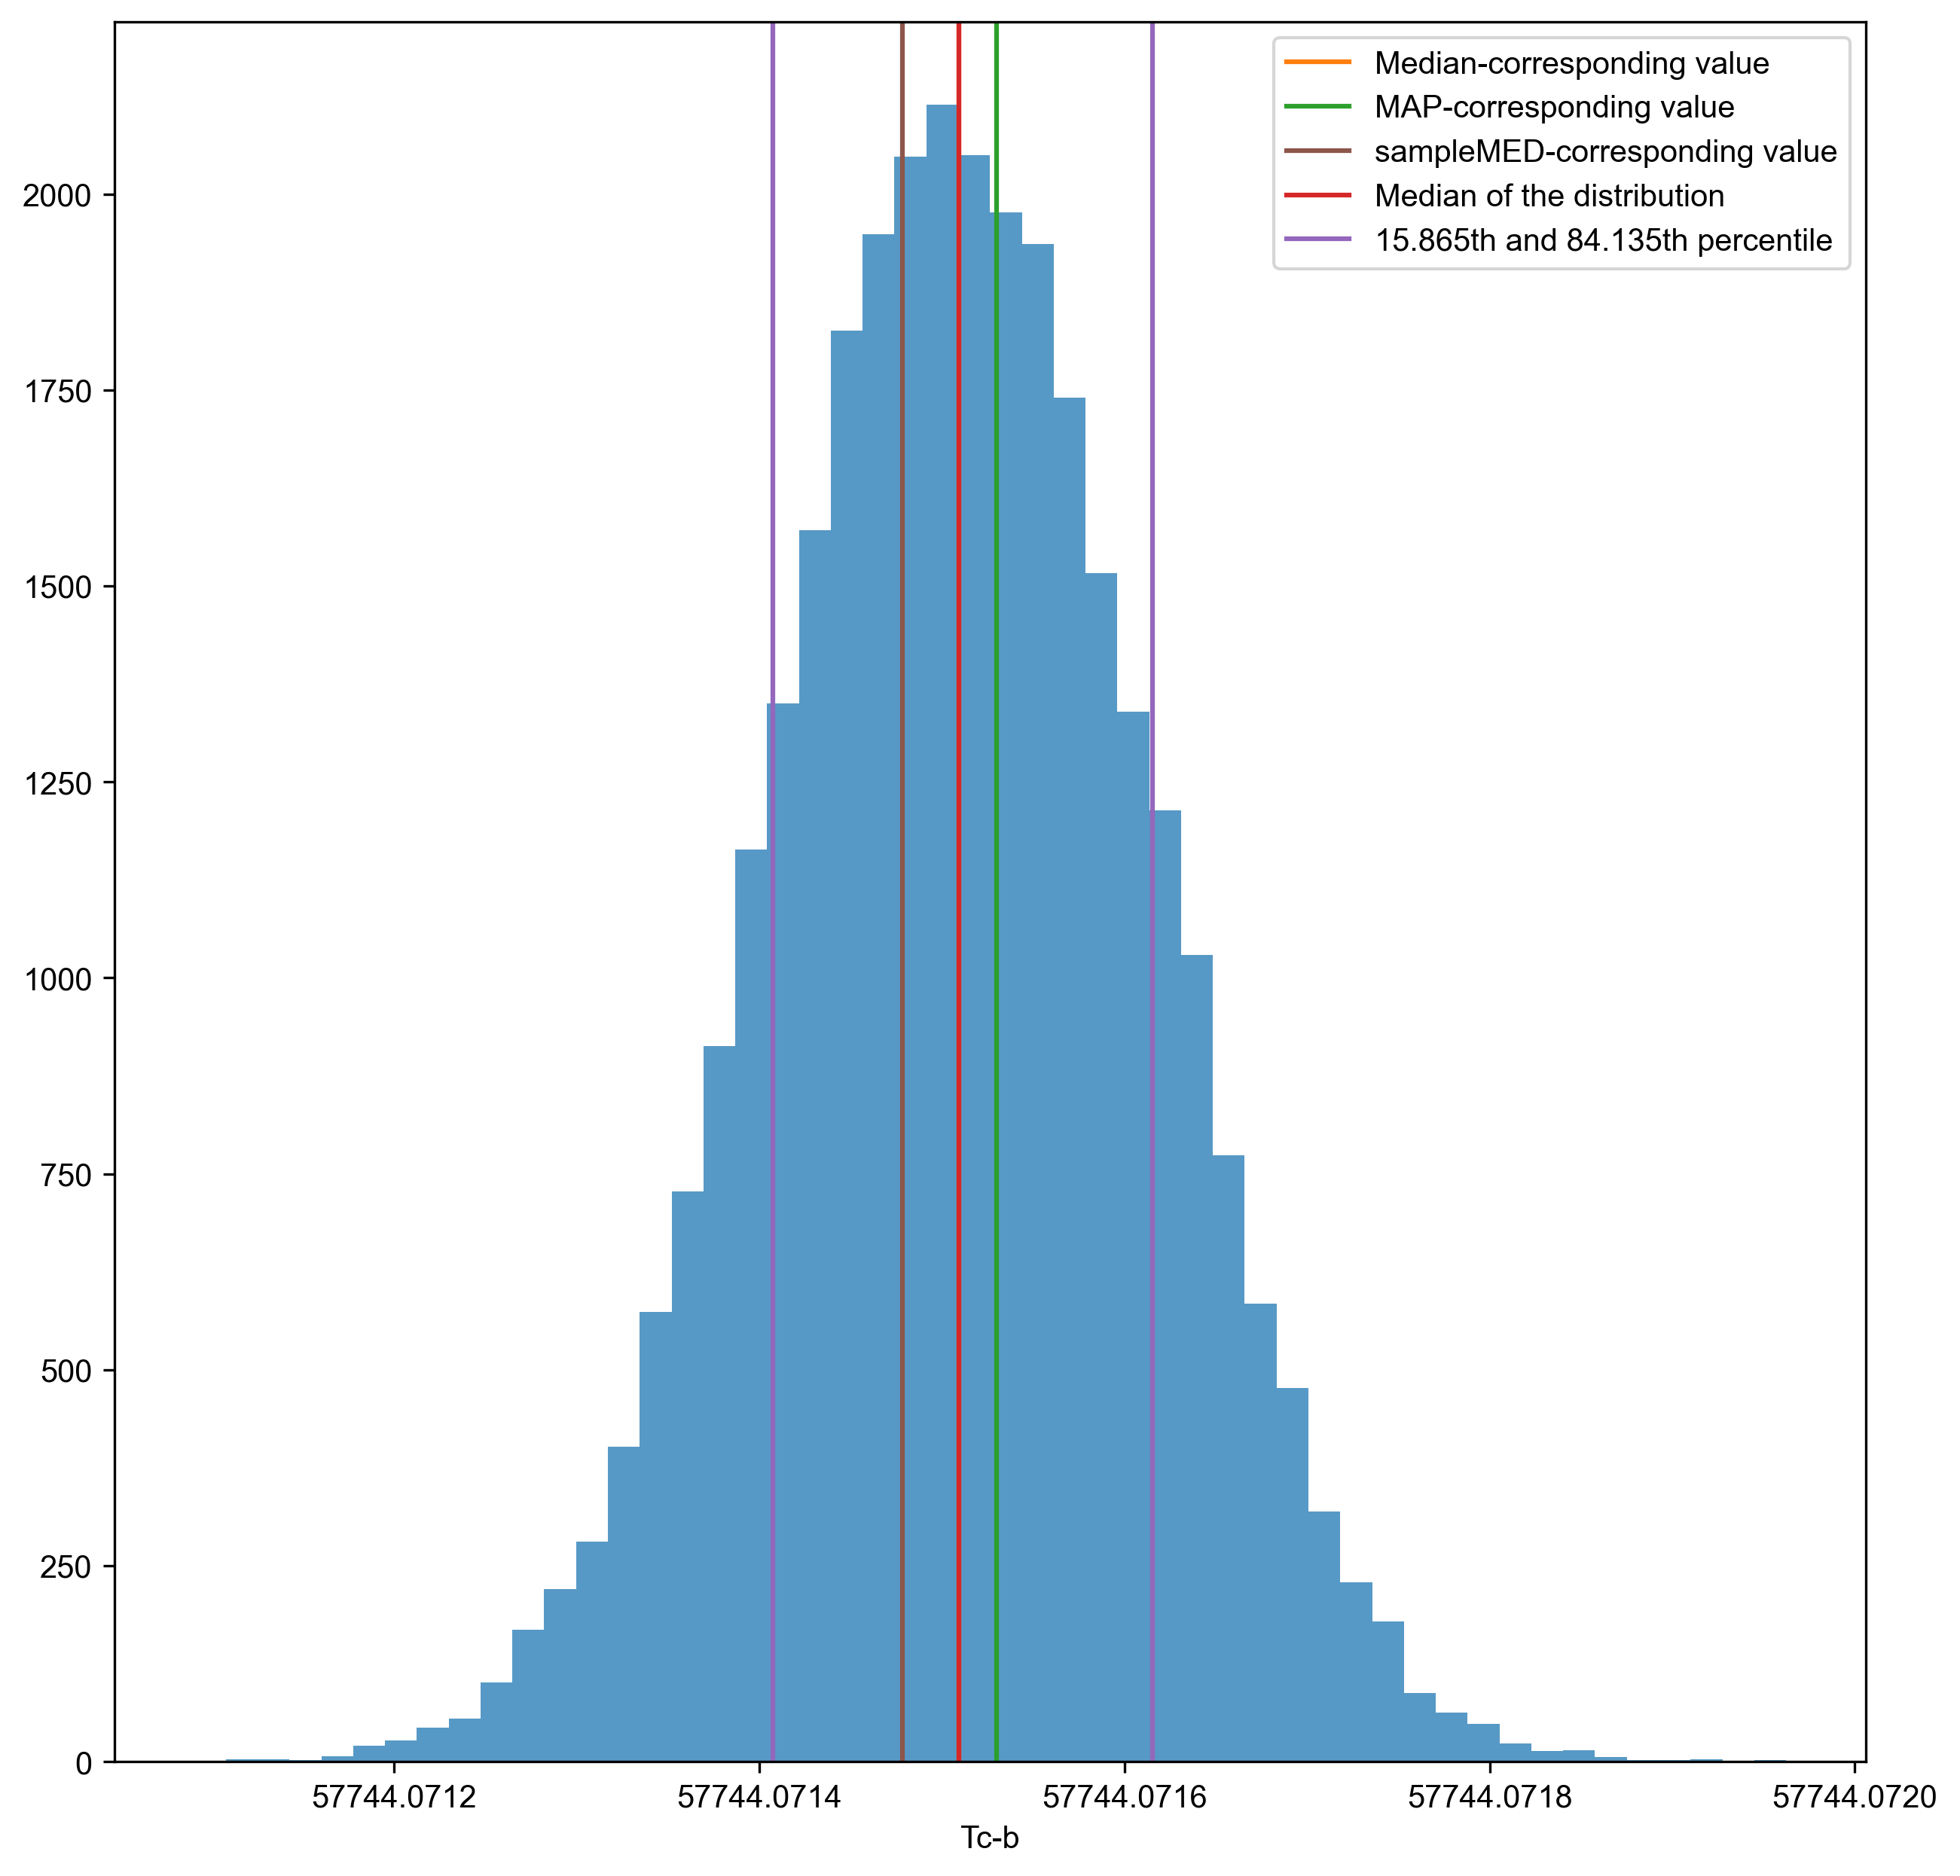 Median-corresponding value
MAP-corresponding value
sampleMED-corresponding value
Median of the distribution
15.865th and 84.135th percentile
2000
1750
1500
1250
1000
750
500
250
0
57744.0712 57744.0714 57744.0716 57744.0718 57744.0720
Tc-b